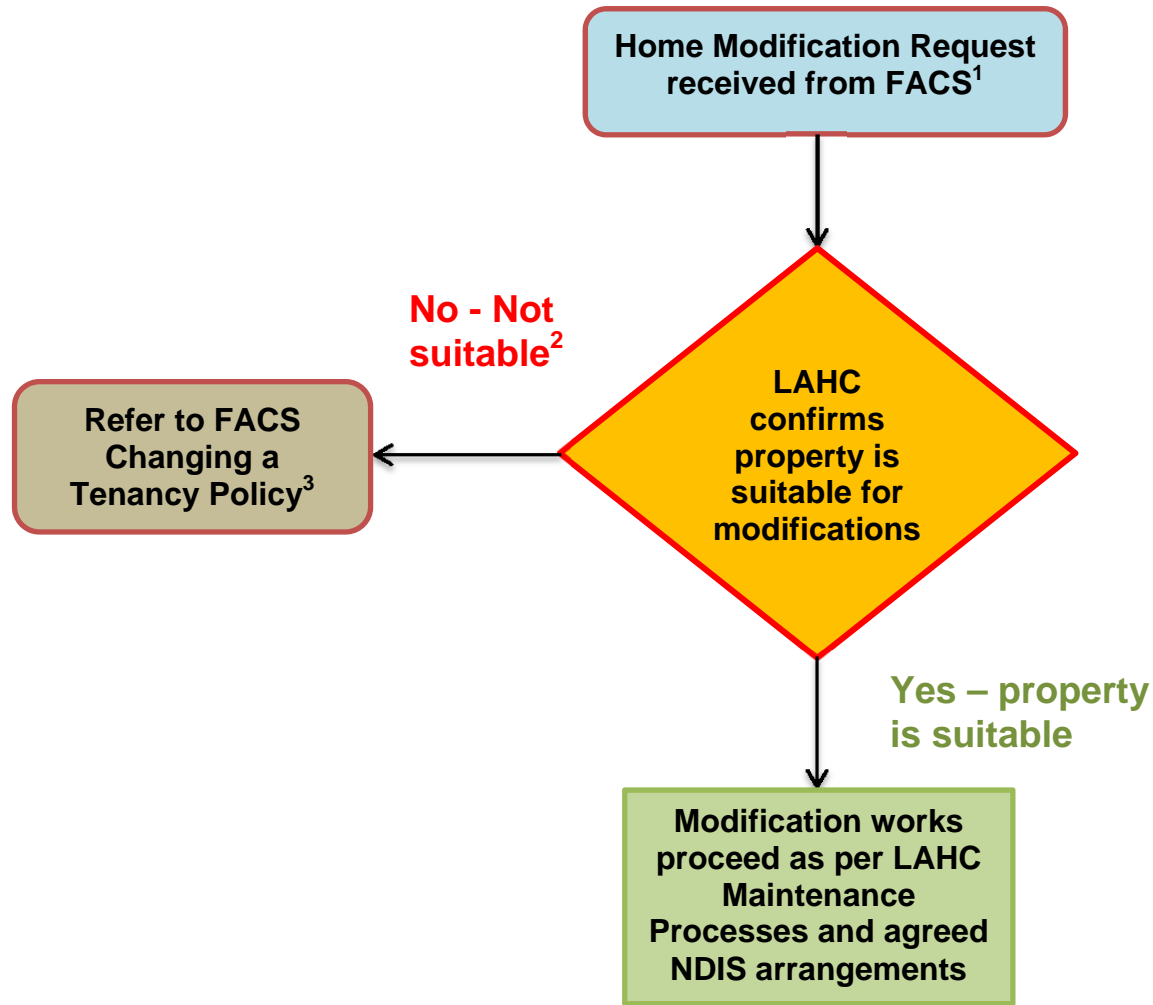 Home Modification Request
received from FACS¹
No - Not
suitable²
LAHC
confirms
property is
suitable for
modifications
Refer to FACS
Changing a
Tenancy Policy³
Yes – property
is suitable
Modification works
proceed as per LAHC
Maintenance
Processes and agreed
NDIS arrangements